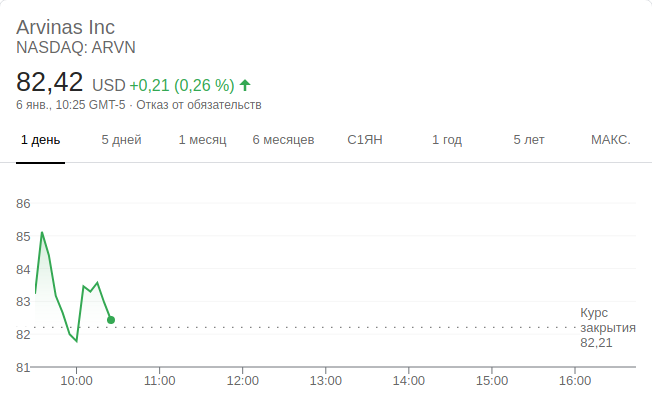 Arvinas Inc
NASDAQ: ARVN
82,42 USD +0,21 (0,26 %)
6 янв., 10:25 GMT-5 · Отказ от обязательств
1 день 5 дней 1 месяц 6 месяцев С1ЯН 1 год 5 лет МАКС.
86
85
84
83
82
81
Курс
закрытия
82,21
10:00 11:00 12:00 13:00 14:00 15:00 16:00